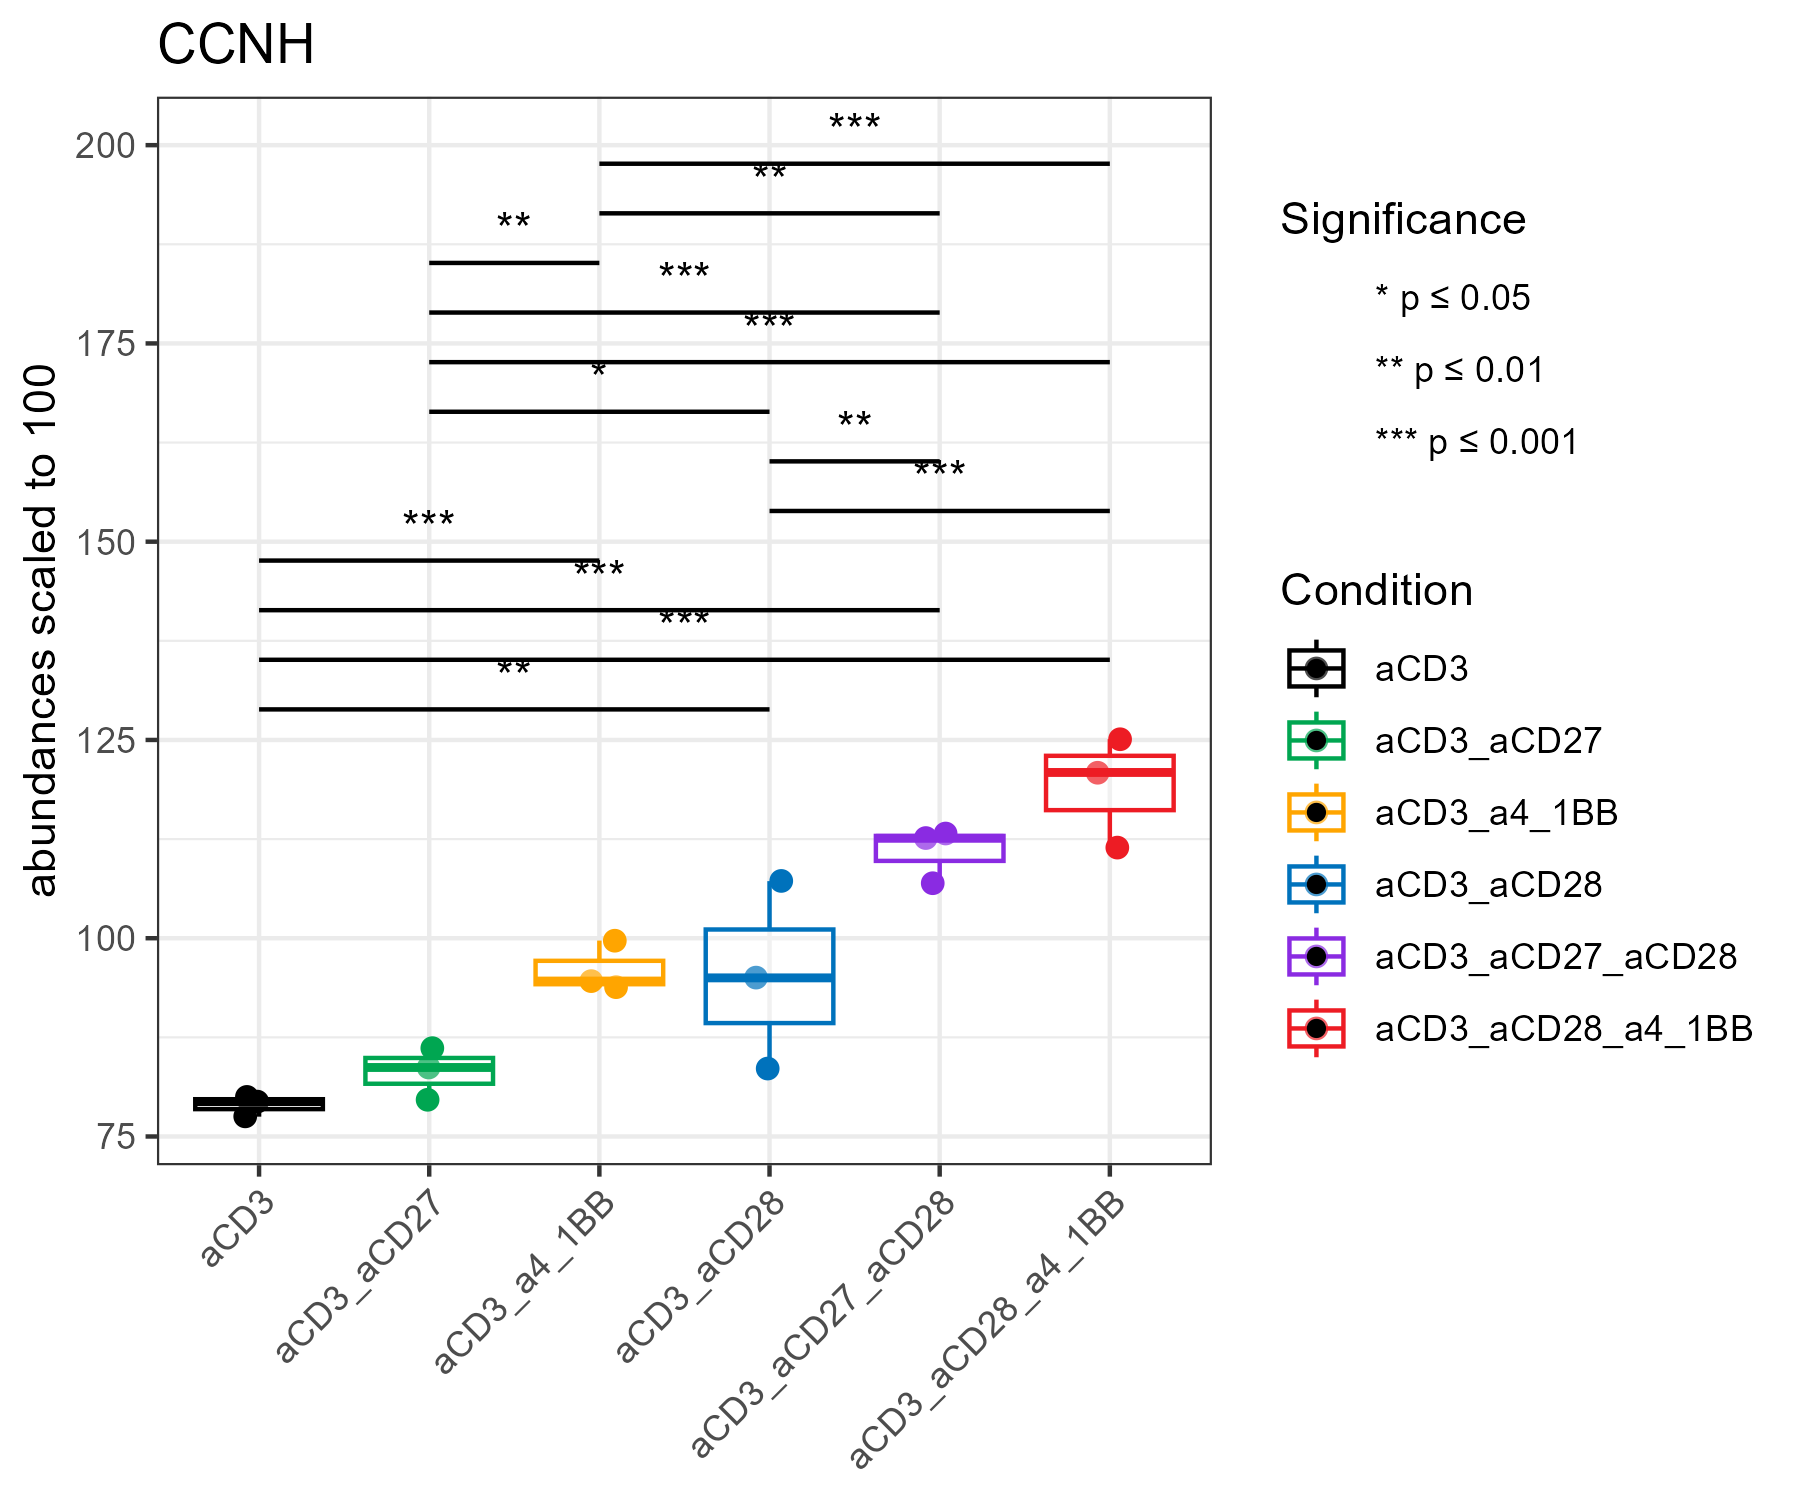 CCNH
abundances scaled to 100
200
175
150
125
100
75
***
**
**
***
***
*
**
***
***
***
***
**
aCD3
aCD3_aCD27
aCD3_a4_1BB
aCD3_aCD28
aCD3_aCD27_aCD28
aCD3_aCD28_a4_1BB
Significance
* p ≤ 0.05
** p ≤ 0.01
*** p ≤ 0.001
Condition
aCD3
aCD3_aCD27
aCD3_a4_1BB
aCD3_aCD28
aCD3_aCD27_aCD28
aCD3_aCD28_a4_1BB